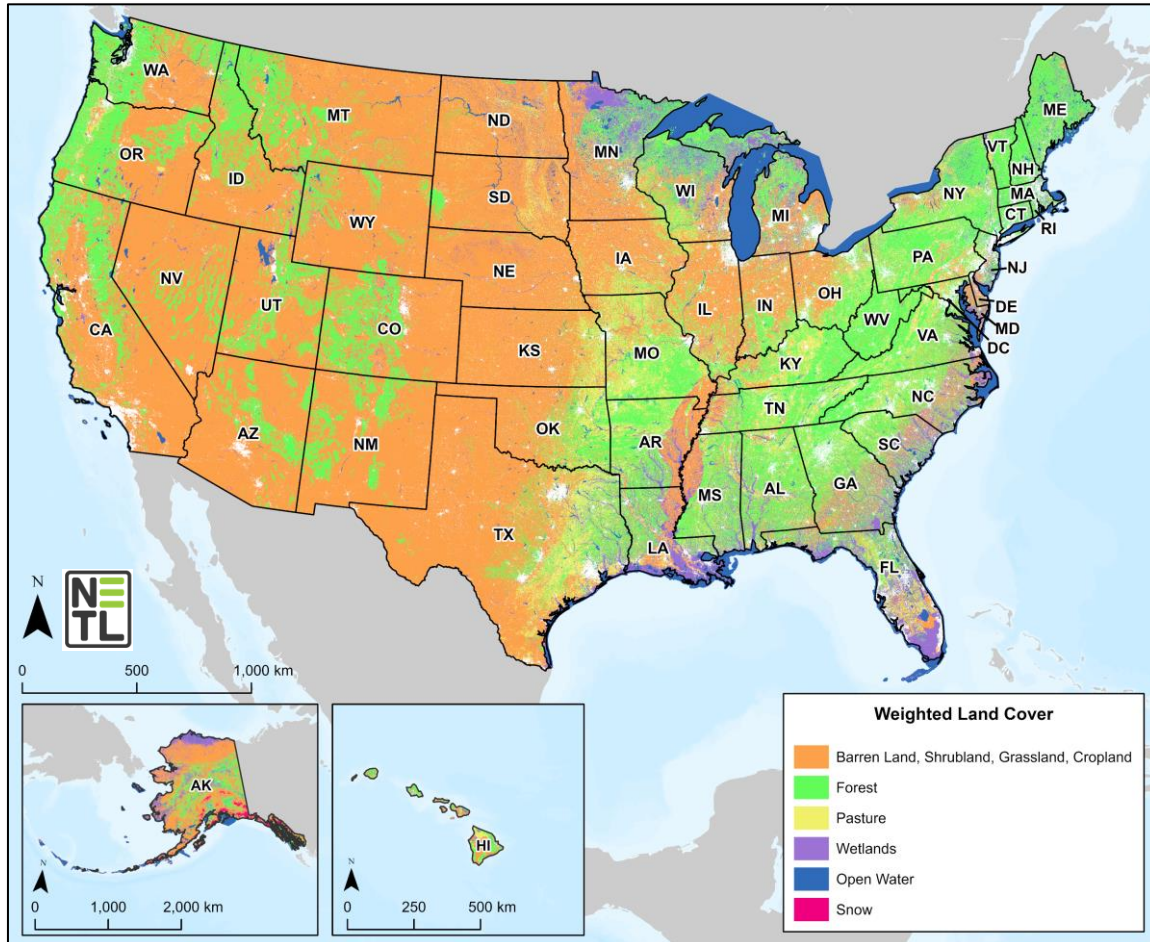 WA
MT
ND
MN
ME
VT
NH
OR
ID
SD
WI
MI
NY
MA
CT
RI
WY
IA
PA
NJ
NE
NV
UT
CO
IL
IN
OH
DE
MD
DC
WV
VA
CA
KS
MO
KY
NC
TN
AZ
NM
OK
AR
SC
MS
AL
GA
TX
LA
FL
N
NE
TL
0 500 1,000 km
AK
N
0 1,000 2,000 km
HI
N
0 250 500 km
Weighted Land Cover
Barren Land, Shrubland, Grassland, Cropland
Forest
Pasture
Wetlands
Open Water
Snow